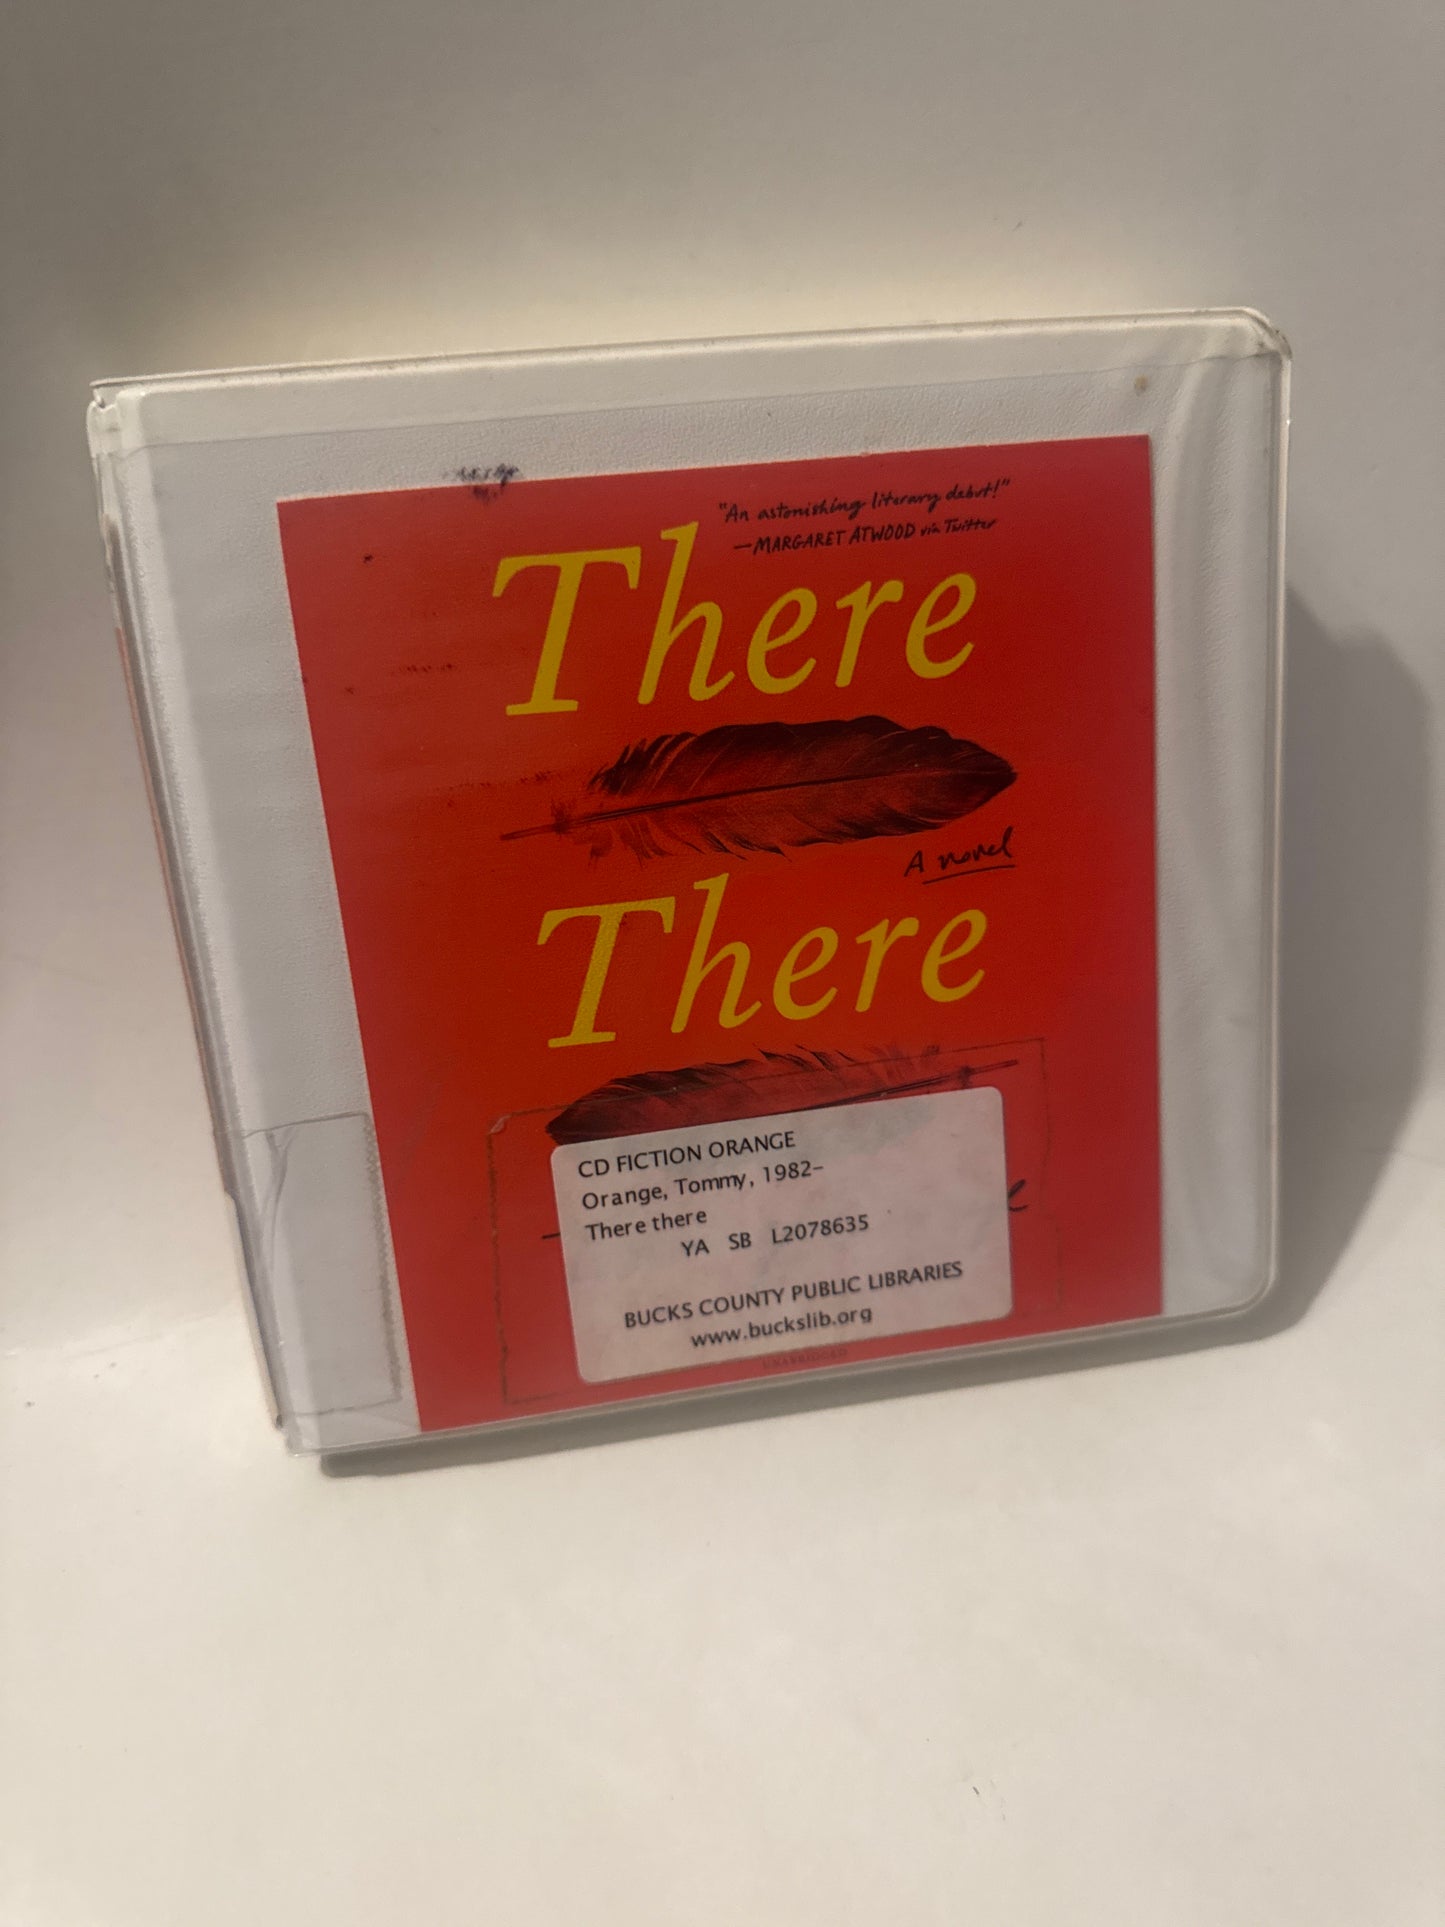 "An astonishing literary debut!"
—MARGARET ATWOOD via Twitter
There
A novel
There
CD FICTION ORANGE
Orange, Tommy, 1982-
There there
YA SB L2078635
BUCKS COUNTY PUBLIC LIBRARIES
www.buckslib.org
UNABRIDGED